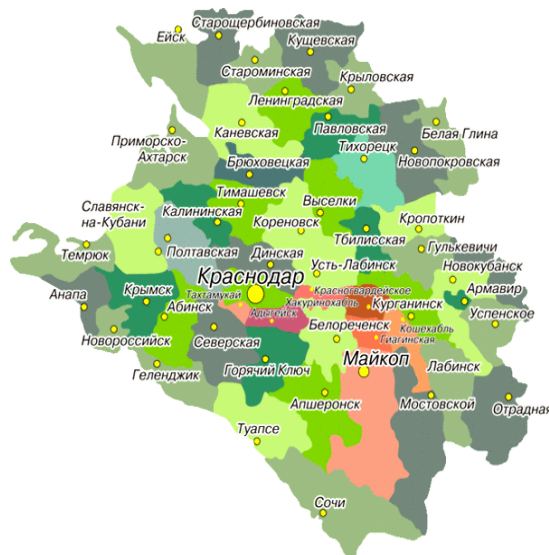 Ейск
Старощербиновская
Кущевская
Староминская
Крыловская
Ленинградская
Каневская
Павловская
Белая Глина
Приморско-
Ахтарск
Тихорецк
Новопокровская
Брюховецкая
Тимашевск
Выселки
Славянск-
на-Кубани
Калининская
Кореновск
Кропоткин
Тбилисская
Темрюк
Полтавская
Динская
Гулькевичи
Усть-Лабинск
Новокубанск
Краснодар
Анапа
Крымск
Тахтамукай
Красногвардейское
Армавир
Хакуринохабль
Курганинск
Абинск
Адыгейск
Успенское
Новороссийск
Северская
Белореченск
Кошехабль
Гиагинская
Майкоп
Геленджик
Горячий Ключ
Лабинск
Апшеронск
Мостовской
Отрадная
Туапсе
Сочи